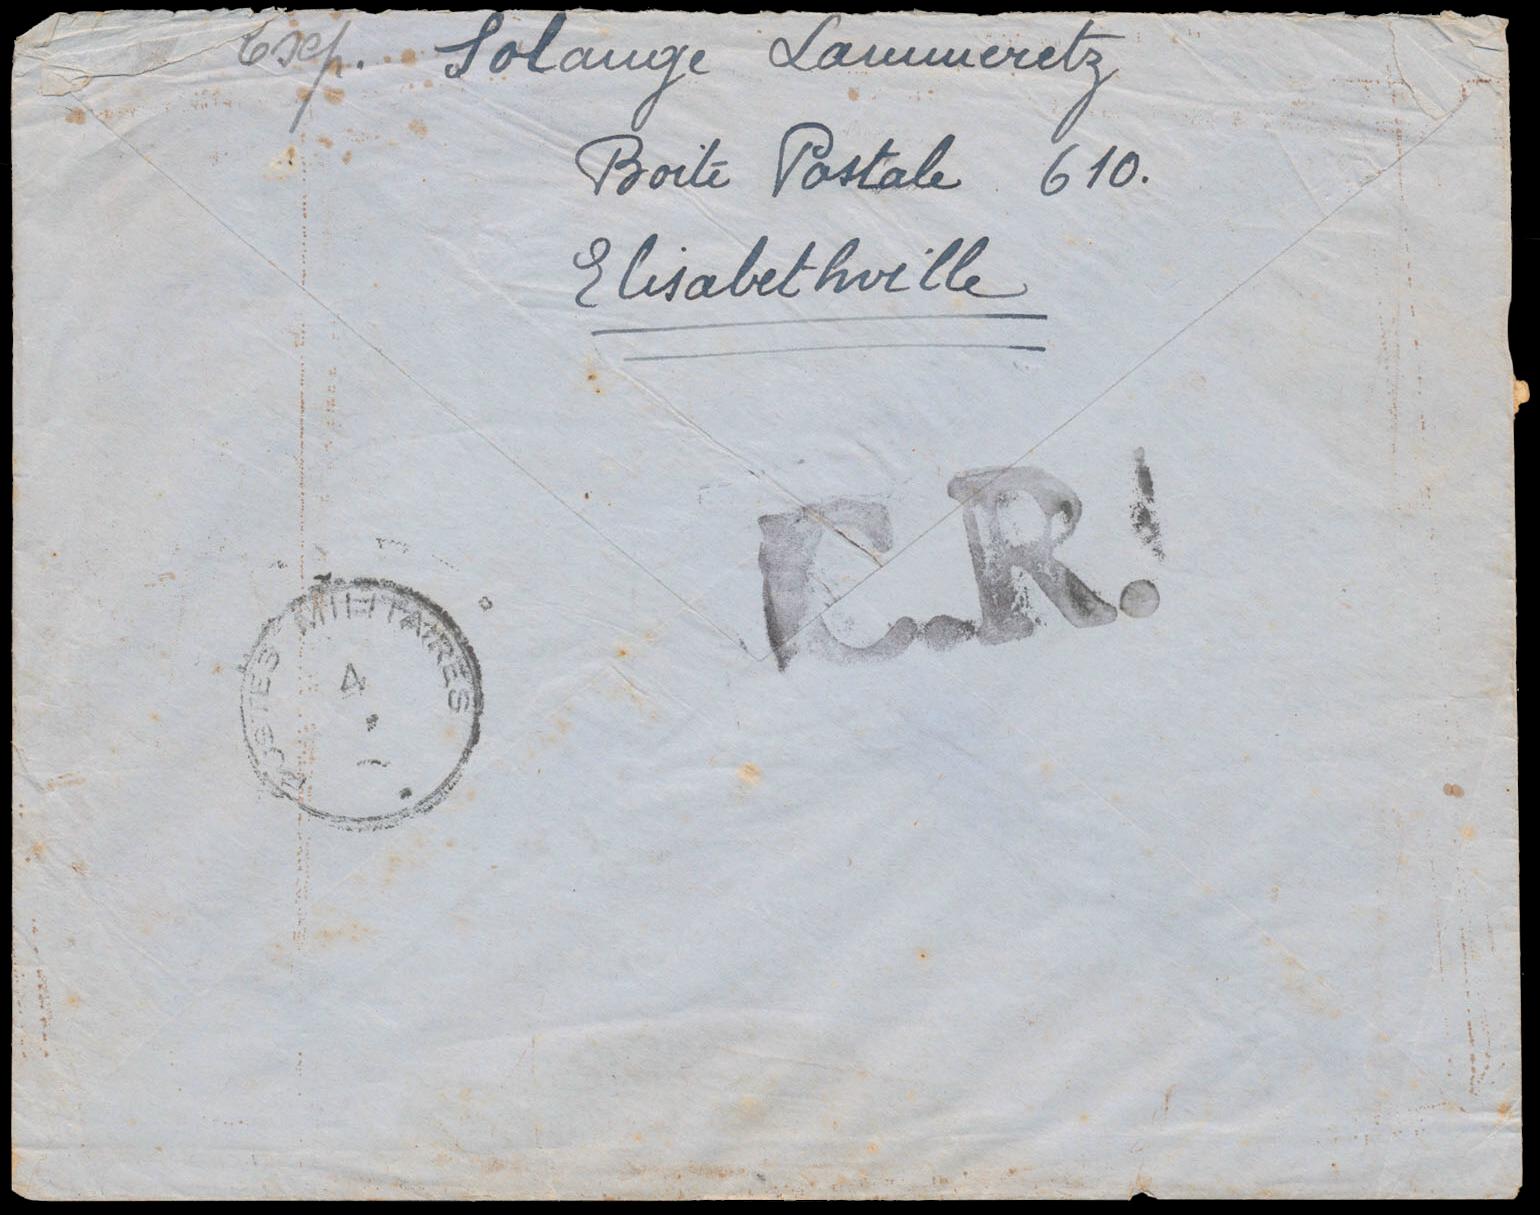 Exp. Solange Lammeretz
Boite Postale 610.
Elisabethville
C.R.!
POSTES MILITAIRES
4